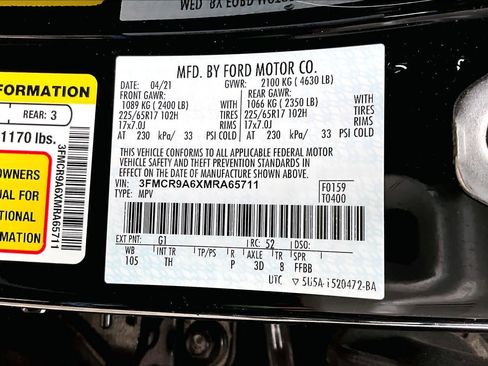 MFD. BY FORD MOTOR CO.
DATE: 04/21 GVWR: 2100 KG ( 4630 LB)
FRONT GAWR: REAR GAWR:
1089 KG ( 2400 LB) WITH 1066 KG ( 2350 LB) WITH
225/65R17 102H TIRES 225/65R17 102H TIRES
17x7.0J RIMS 17x7.0J RIMS
AT 230 kPa/ 33 PSI COLD AT 230 kPa/ 33 PSI COLD
THIS VEHICLE CONFORMS TO ALL APPLICABLE FEDERAL MOTOR
VEHICLE SAFETY AND THEFT PREVENTION STANDARDS IN
EFFECT ON THE DATE OF MANUFACTURE SHOWN ABOVE.
VIN: 3FMCR9A6XMRA65711
TYPE: MPV
F0159
T0400
EXT PNT: G1 RC: 52 DSO:
WB INT TR TP/PS R AXLE TR SPR
105 TH P 3D 8 FFBB
UTC 5U5A-1520472-BA
FORMATION
REAR: 3
1170 lbs.
OWNERS
UAL FOR
TIONAL
RMATION
3FMCR9A6XMRA65711